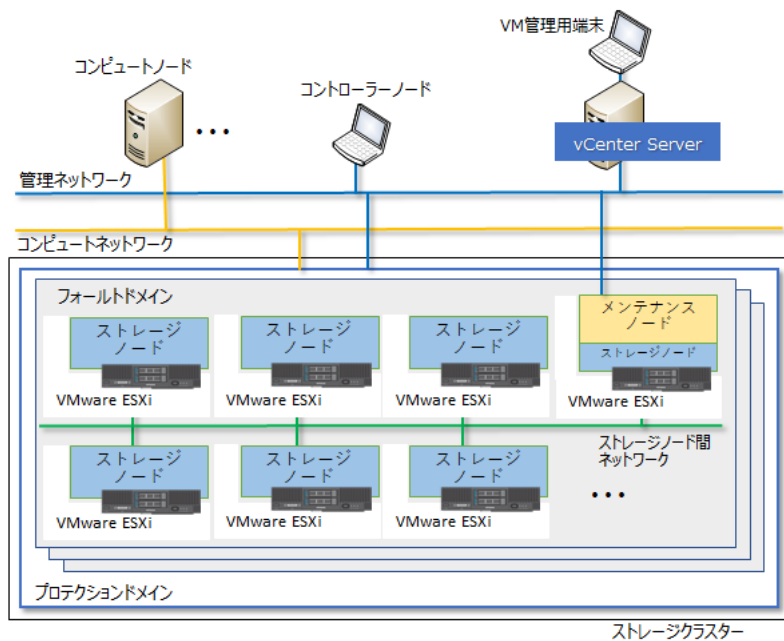 VM管理用端末
コンピュートノード
コントローラーノード
・・・
vCenter Server
管理ネットワーク
コンピュートネットワーク
フォールトドメイン
ストレージ
ノード
VMware ESXi
ストレージ
ノード
VMware ESXi
ストレージ
ノード
VMware ESXi
メンテナンス
ノード
ストレージノード
VMware ESXi
ストレージノード間
ネットワーク
ストレージ
ノード
VMware ESXi
ストレージ
ノード
VMware ESXi
ストレージ
ノード
VMware ESXi
・・・
プロテクションドメイン
ストレージクラスター